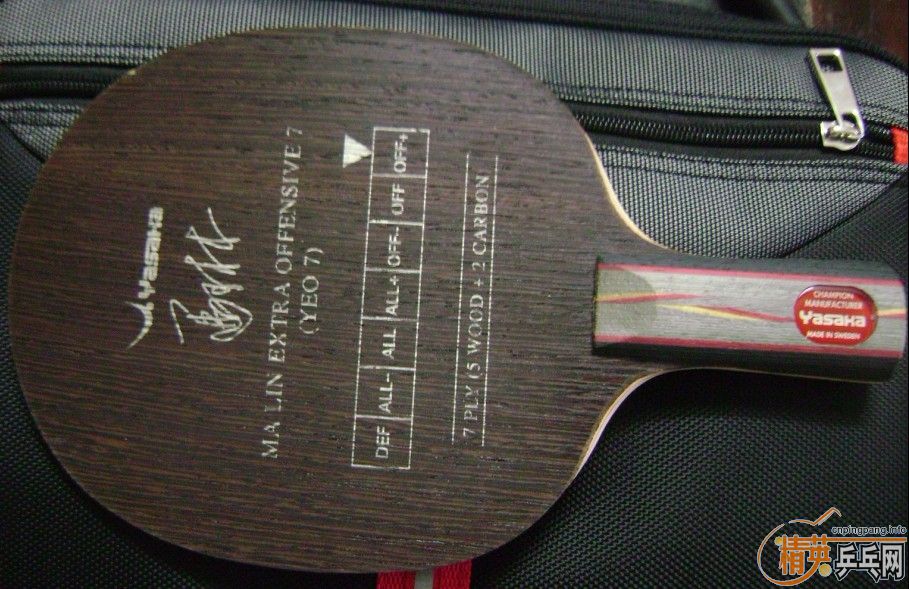 Yasaka
马林
MA LIN EXTRA OFFENSIVE 7
(YEO 7)
DEF ALL- ALL ALL+ OFF- OFF OFF+
7 PLY (5 WOOD + 2 CARBON
CHAMPION
MANUFACTURER
Yasaka
MADE IN SWEDEN
cnpingpang.info
精英乒乓网